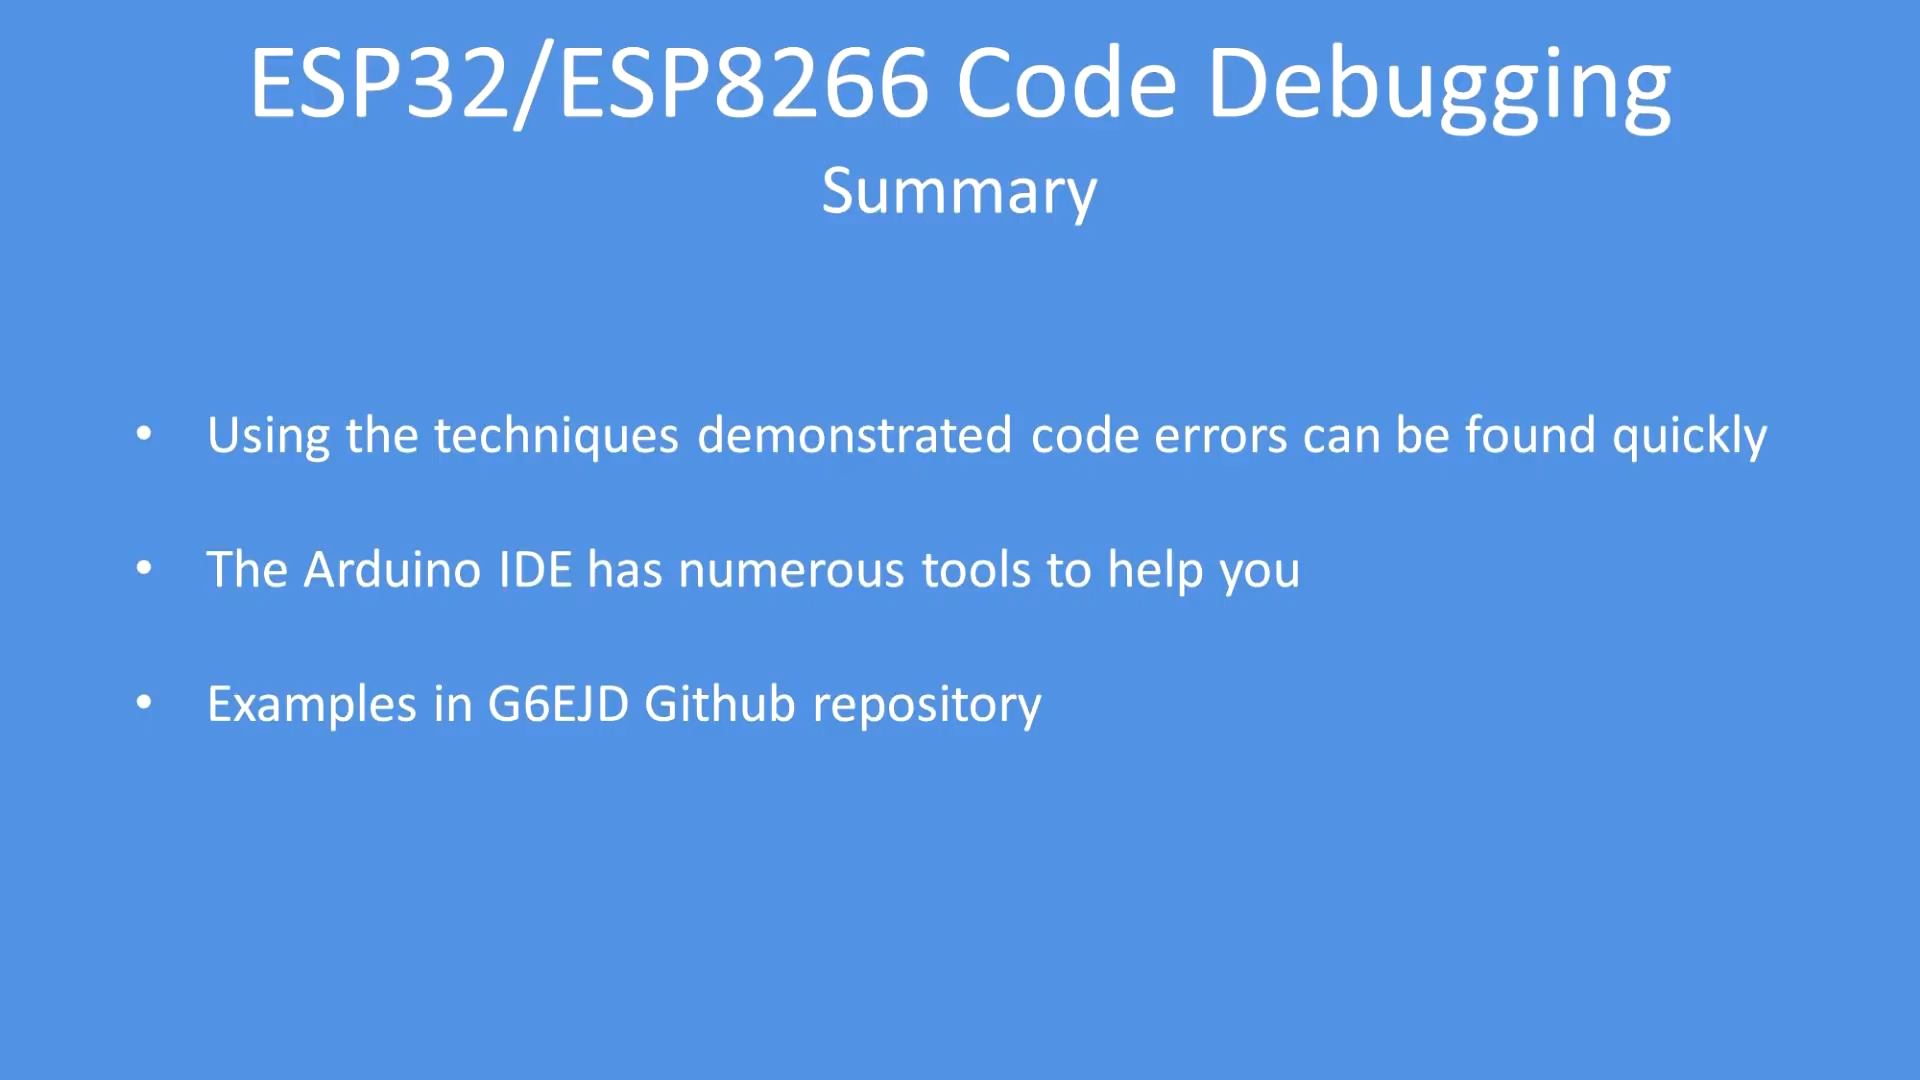 ESP32/ESP8266 Code Debugging
Summary
• Using the techniques demonstrated code errors can be found quickly
• The Arduino IDE has numerous tools to help you
• Examples in G6EJD Github repository